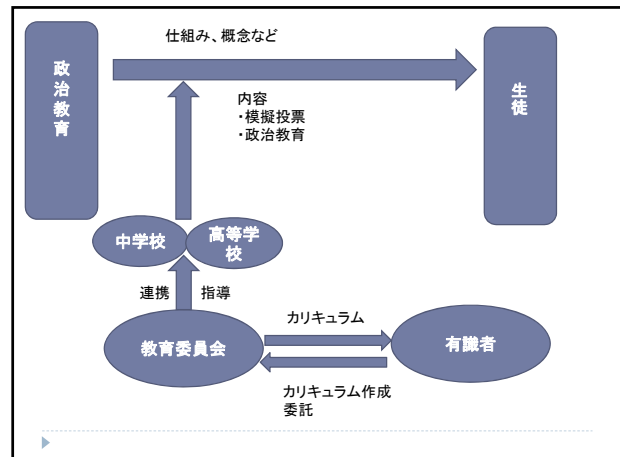 仕組み、概念など
政治教育
生徒
内容
・模擬投票
・政治教育
中学校
高等学
校
連携 指導
カリキュラム
教育委員会
有識者
カリキュラム作成
委託